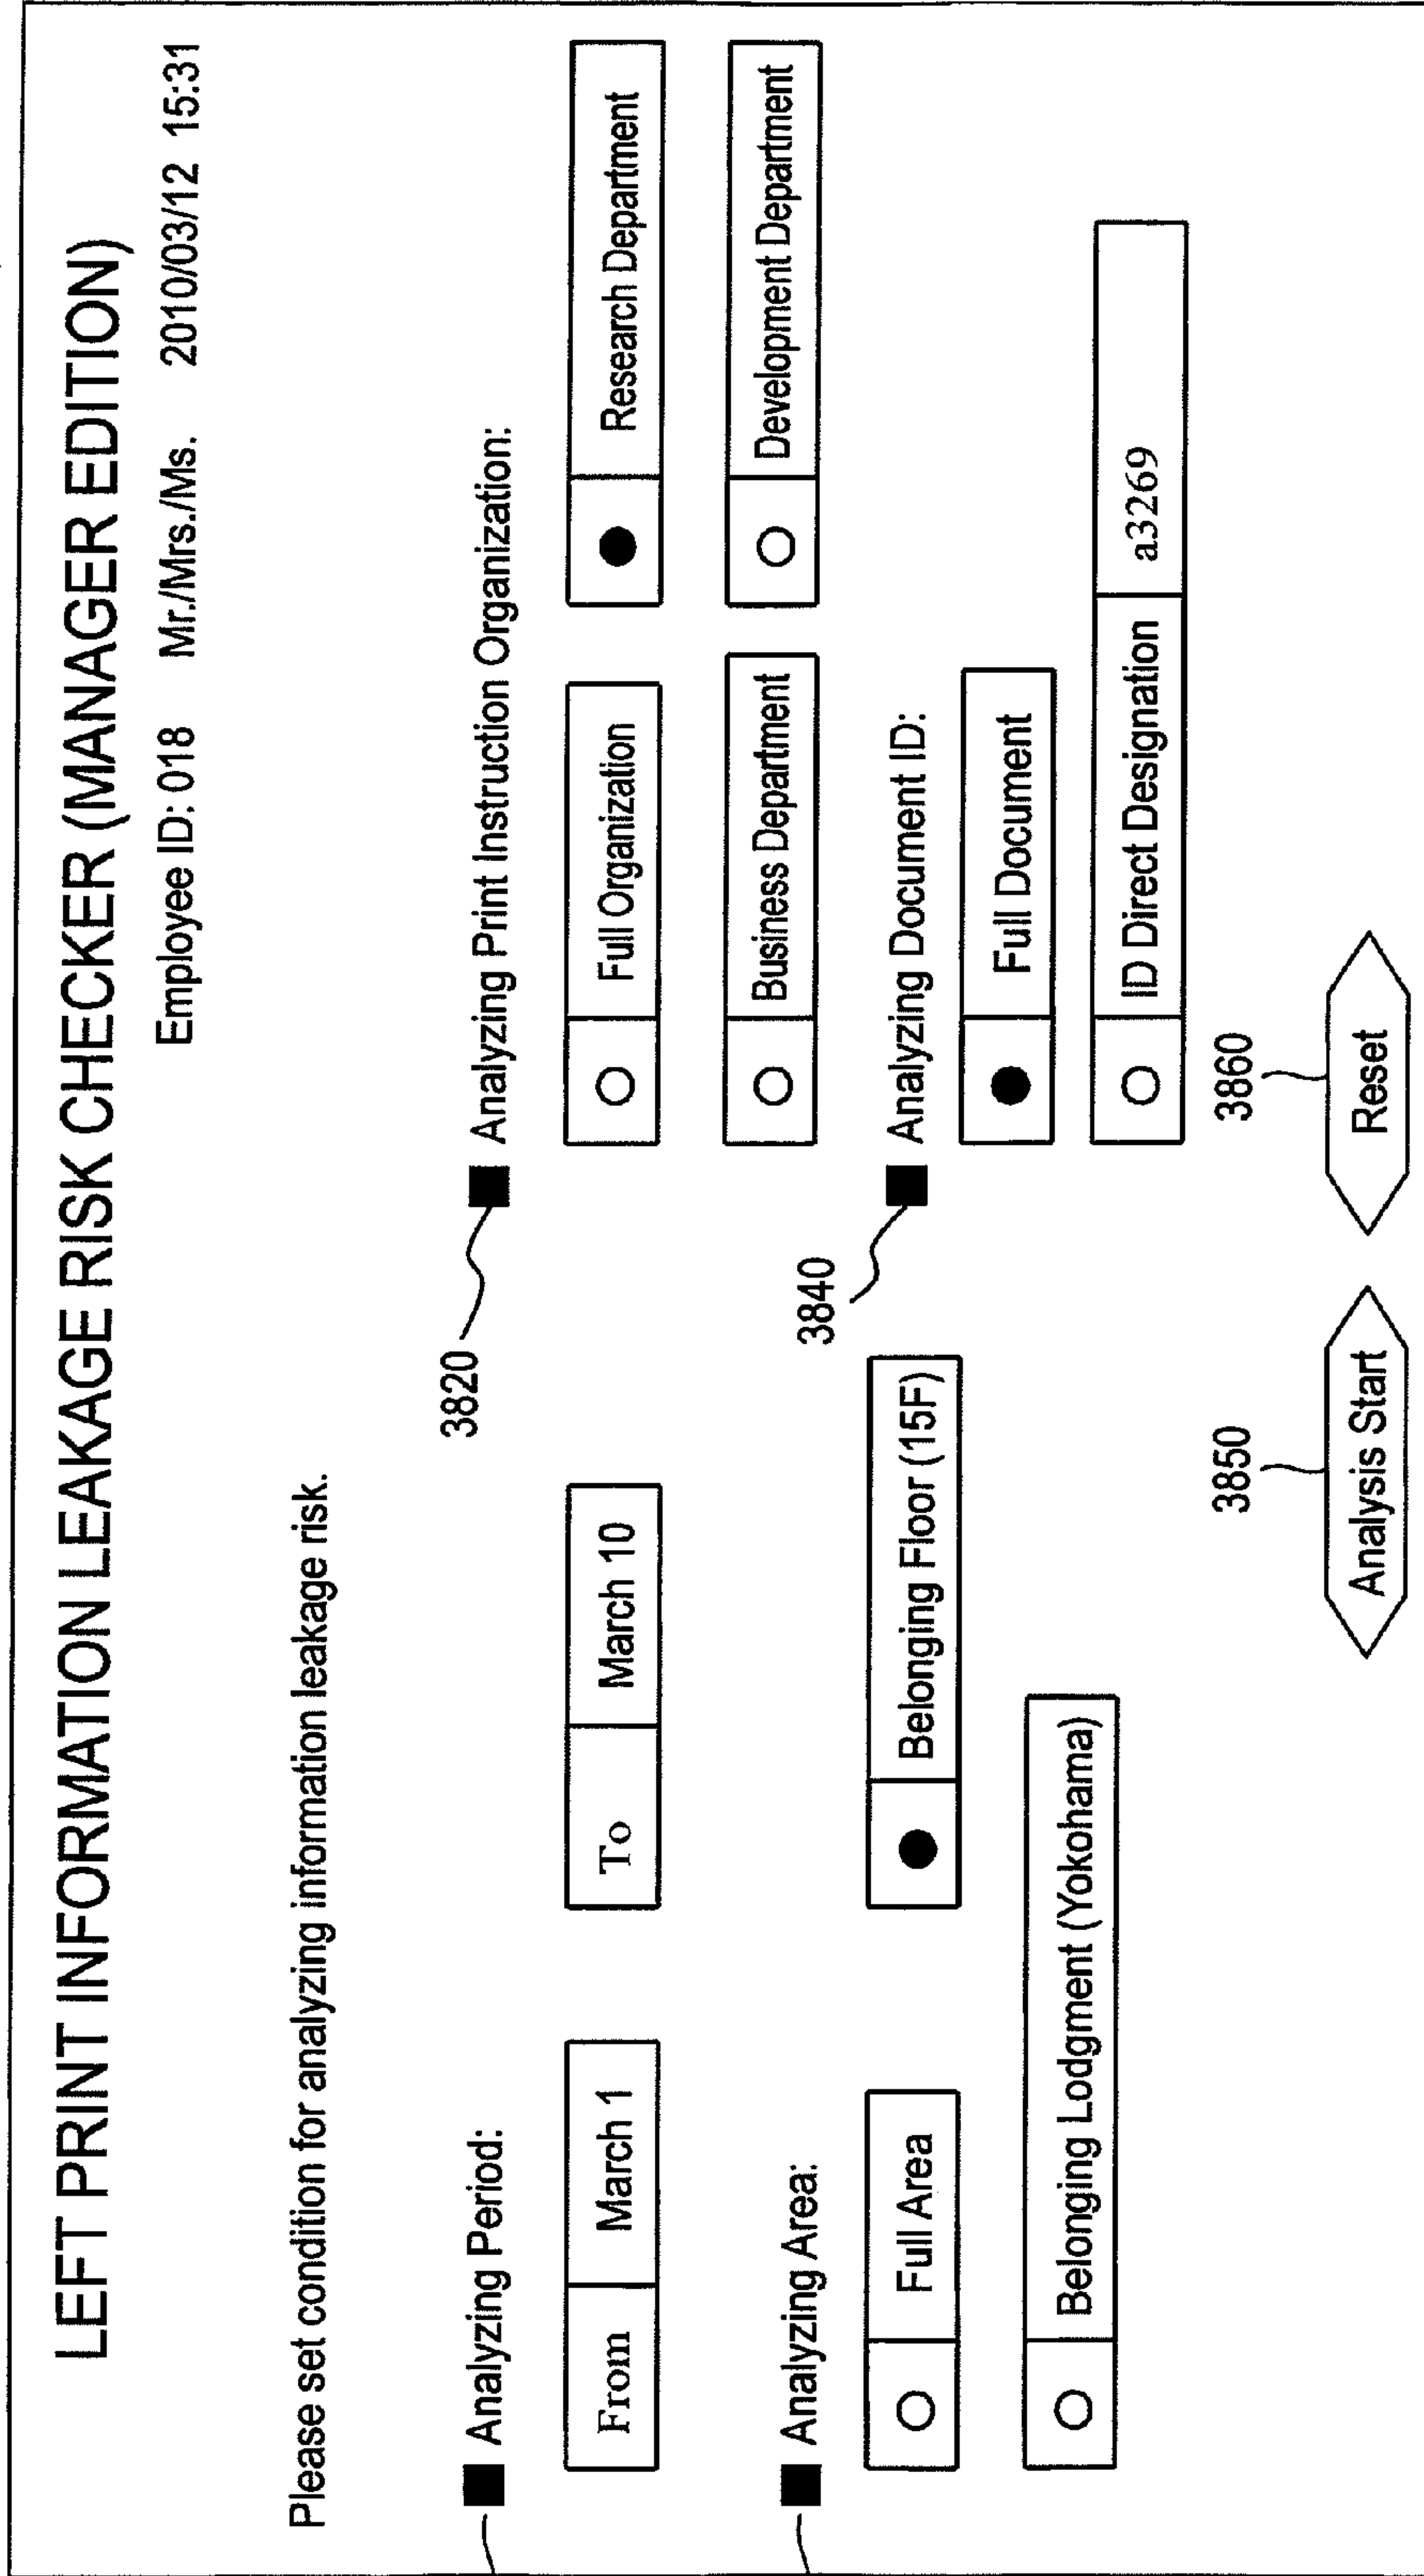 LEFT PRINT INFORMATION LEAKAGE RISK CHECKER (MANAGER EDITION)
Employee ID: 018 Mr./Mrs./Ms. 2010/03/12 15:31
Please set condition for analyzing information leakage risk.
Analyzing Period:
From March 1 To March 10
3820
Analyzing Print Instruction Organization:
Full Organization Research Department
Business Department Development Department
Analyzing Area:
Full Area Belonging Floor (15F)
Belonging Lodgment (Yokohama)
3840
Analyzing Document ID:
Full Document
ID Direct Designation a3269
3850 3860
Analysis Start Reset